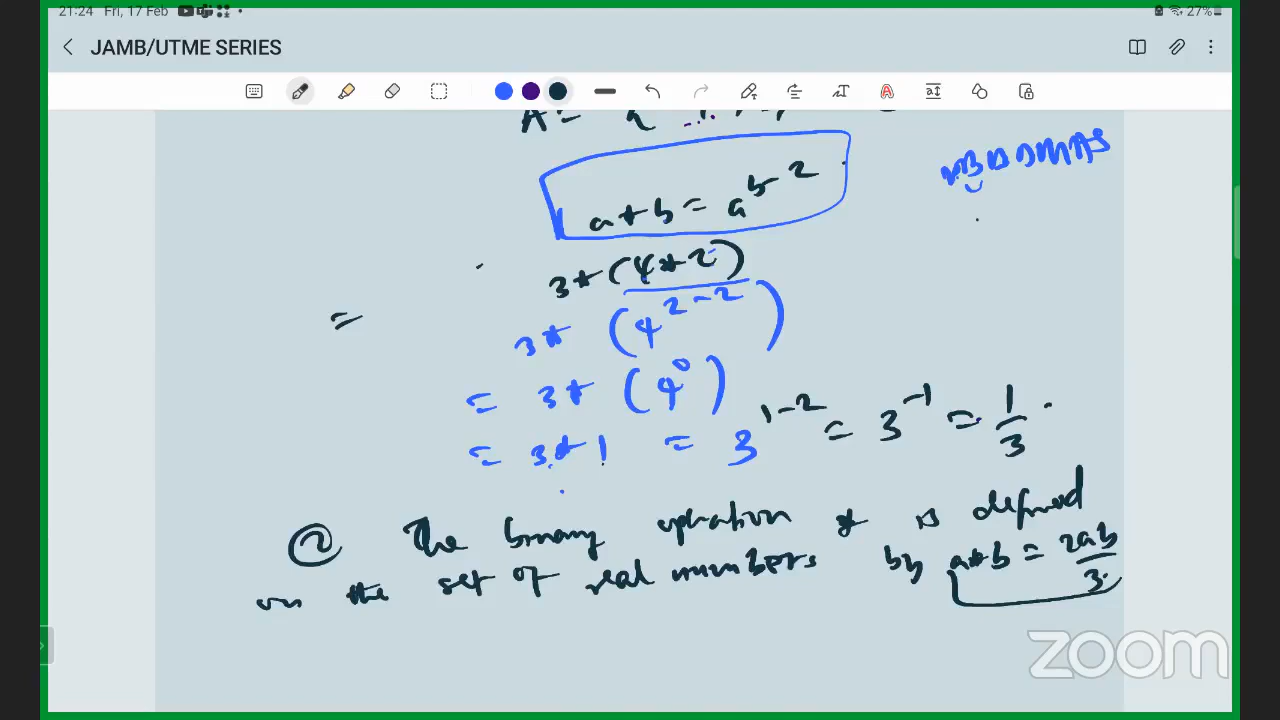 21:24 Fri, 17 Feb
27%
JAMB/UTME SERIES
A =
a * b = a^{b-2}
3 * (4 * 2)
=
3 * (4^{2-2})
= 3 * (4^0)
= 3 * 1 = 3^{1-2} = 3^{-1} = 1/3.
② The binary operation * is defined
on the set of real numbers by a*b = 2ab/3
zoom